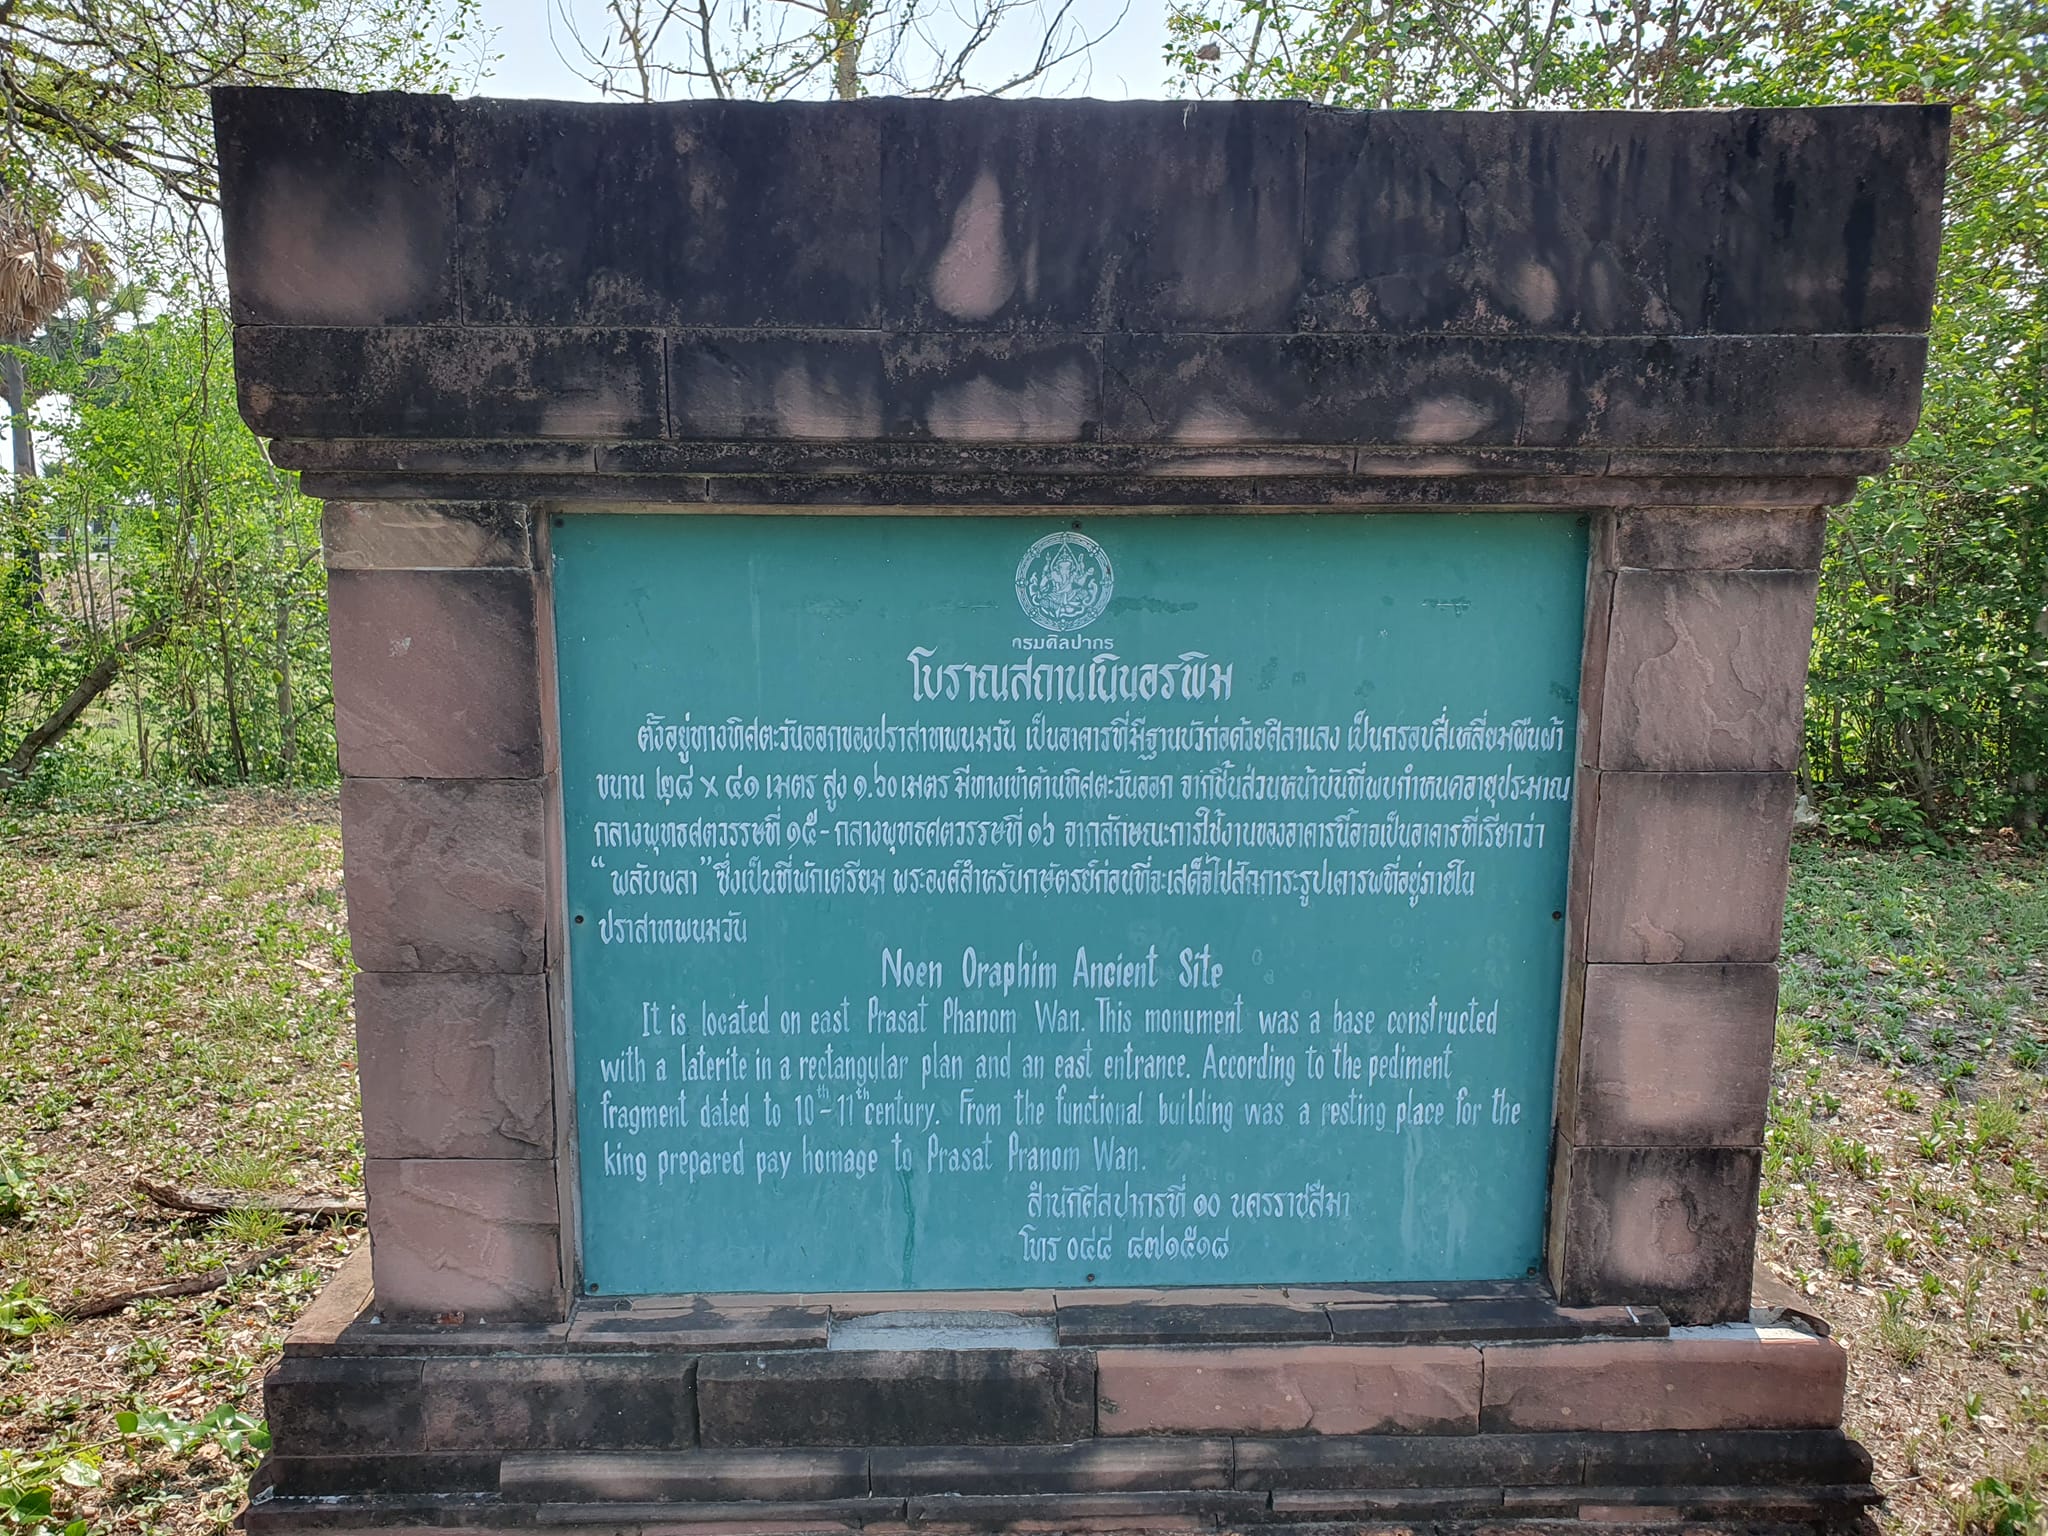 กรมศิลปากร
โบราณสถานเนินอรพิม
ตั้งอยู่ทางทิศตะวันออกของปราสาทพนมวัน เป็นอาคารที่มีฐานบัวก่อด้วยศิลาแลง เป็นกรอบสี่เหลี่ยมผืนผ้า
ขนาน ๒๘ x ๔๑ เมตร สูง ๑.๖๐ เมตร มีทางเข้าด้านทิศตะวันออก จากชิ้นส่วนหน้าบันที่พบกำหนดอายุประมาณ
กลางพุทธศตวรรษที่ ๑๕ - กลางพุทธศตวรรษที่ ๑๖ จากลักษณะการใช้งานของอาคารนี้อาจเป็นอาคารที่เรียกว่า
“ พลับพลา ” ซึ่งเป็นที่พักเตรียม พระองค์สำหรับกษัตรย์ก่อนที่จะเสด็จไปสักการะรูปเคารพที่อยู่ภายใน
ปราสาทพนมวัน
Noen Oraphim Ancient Site
It is located on east Prasat Phanom Wan. This monument was a base constructed
with a laterite in a rectangular plan and an east entrance. According to the pediment
fragment dated to 10th - 11th century. From the functional building was a resting place for the
king prepared pay homage to Prasat Pranom Wan.
สำนักศิลปากรที่ ๑๐ นครราชสีมา
โทร ๐๔๔ ๔๗๑๕๑๘